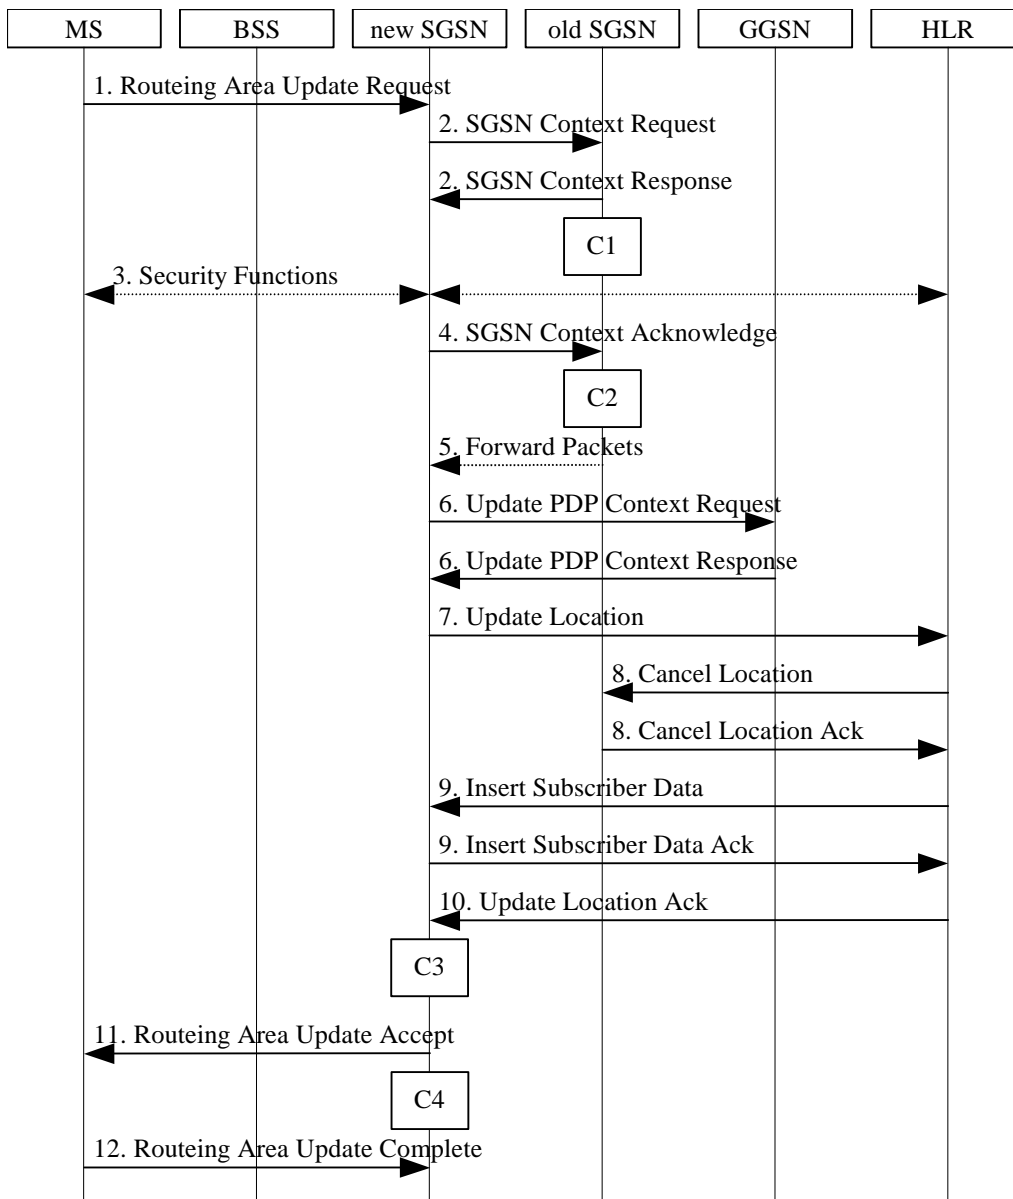 MS BSS new SGSN old SGSN GGSN HLR
1. Routeing Area Update Request
2. SGSN Context Request
2. SGSN Context Response
C1
3. Security Functions
4. SGSN Context Acknowledge
C2
5. Forward Packets
6. Update PDP Context Request
6. Update PDP Context Response
7. Update Location
8. Cancel Location
8. Cancel Location Ack
9. Insert Subscriber Data
9. Insert Subscriber Data Ack
10. Update Location Ack
C3
11. Routeing Area Update Accept
C4
12. Routeing Area Update Complete